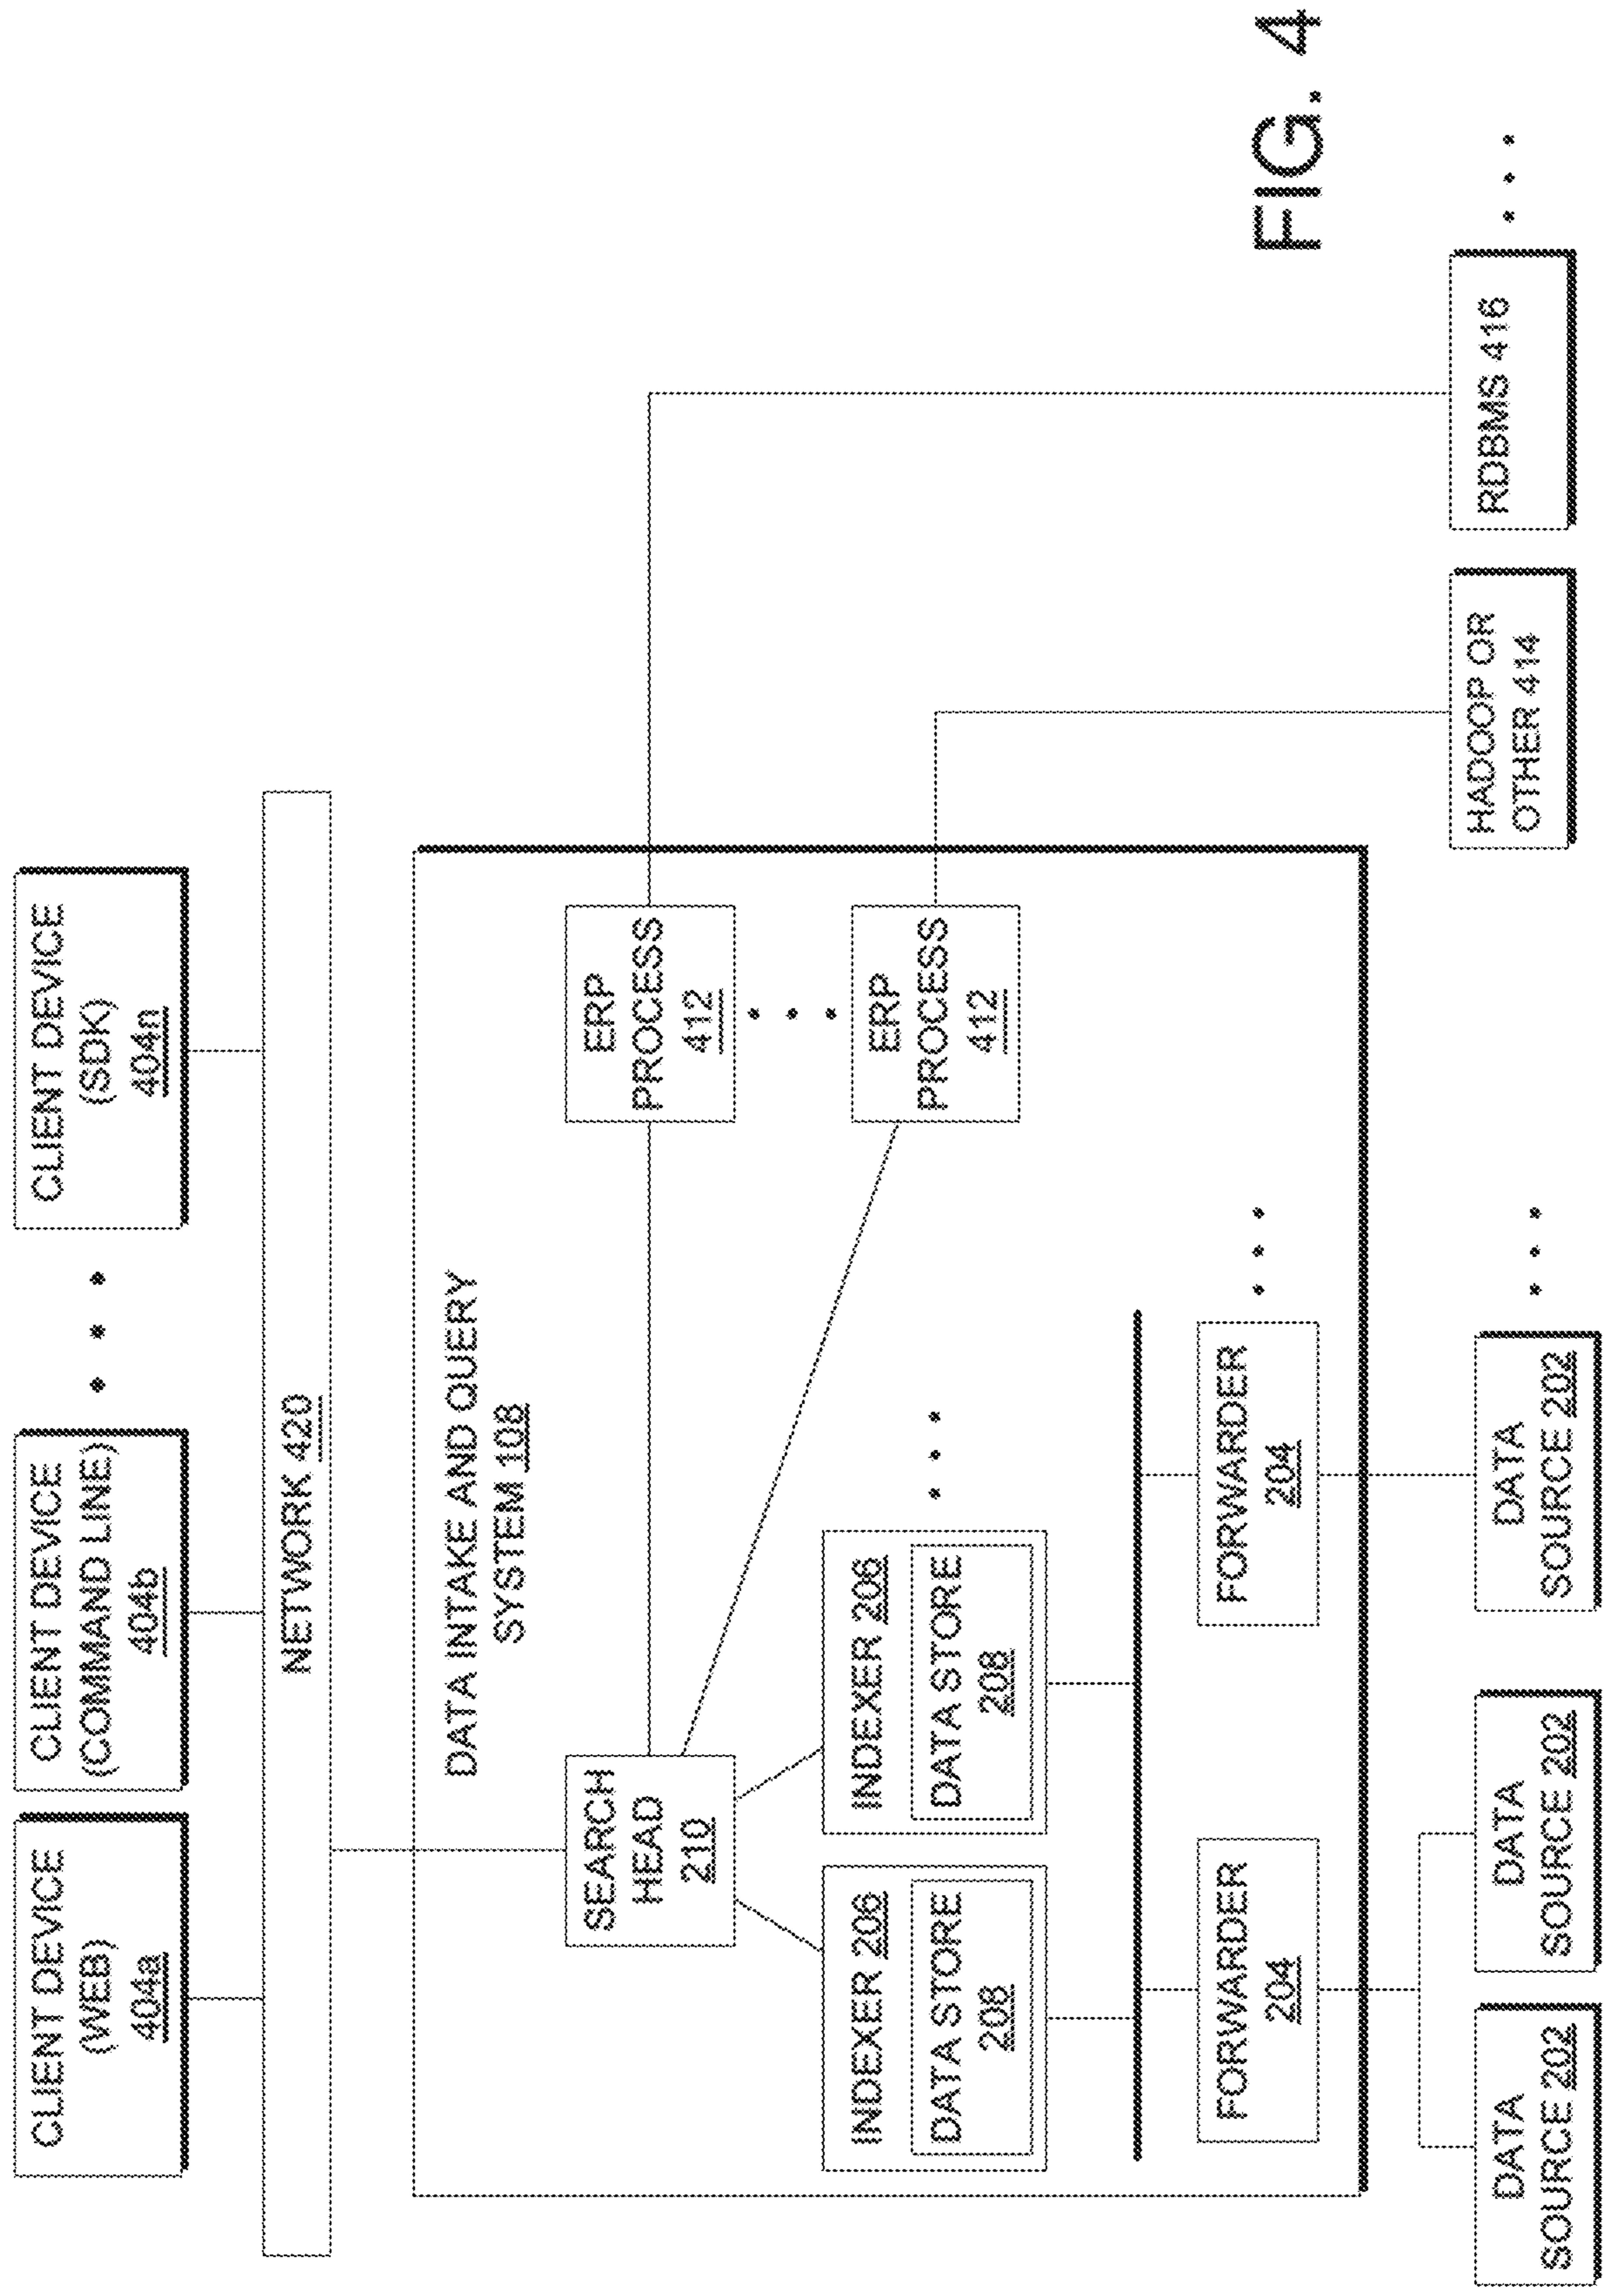 CLIENT DEVICE
(WEB)
404a
CLIENT DEVICE
(COMMAND LINE)
404b
CLIENT DEVICE
(SDK)
404n
NETWORK 420
DATA INTAKE AND QUERY
SYSTEM 108
SEARCH
HEAD
210
ERP
PROCESS
412
ERP
PROCESS
412
INDEXER 206
DATA STORE
208
INDEXER 206
DATA STORE
208
FORWARDER
204
FORWARDER
204
DATA
SOURCE 202
DATA
SOURCE 202
DATA
SOURCE 202
HADOOP OR
OTHER 414
RDBMS 416
FIG. 4